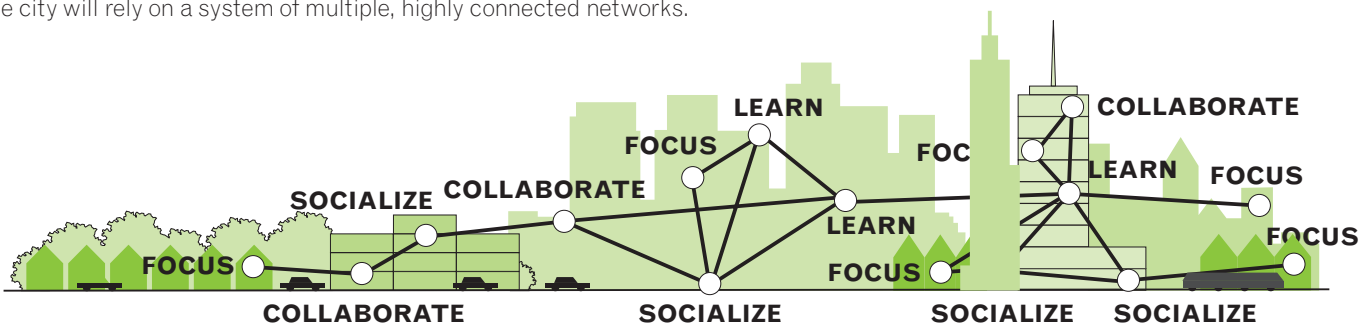 e city will rely on a system of multiple, highly connected networks.
LEARN
COLLABORATE
FOCUS
FOC
LEARN
FOCUS
SOCIALIZE
COLLABORATE
LEARN
FOCUS
FOCUS
FOCUS
COLLABORATE
SOCIALIZE
SOCIALIZE
SOCIALIZE